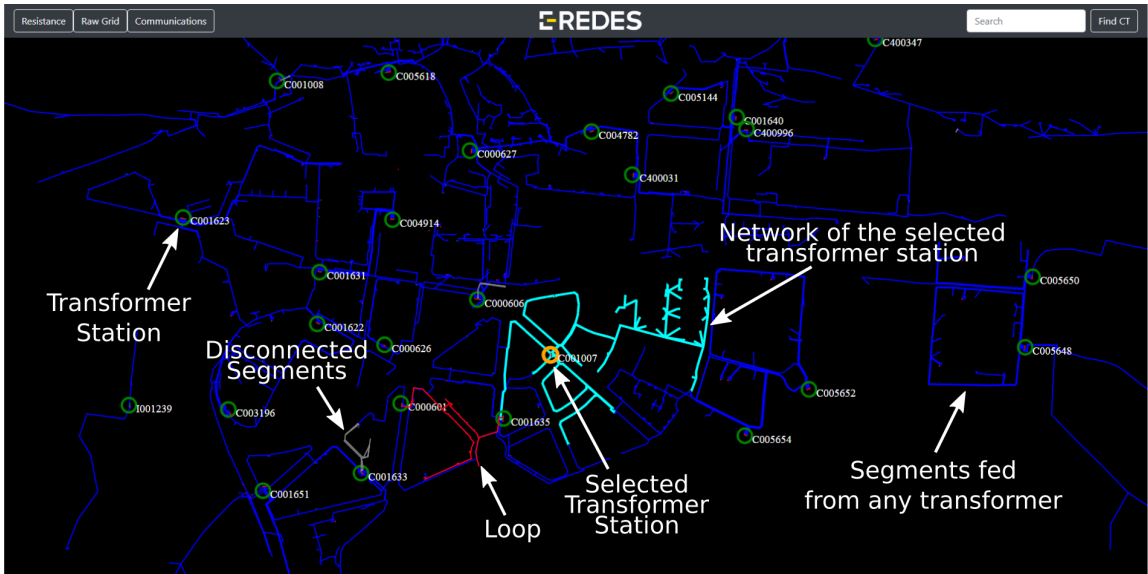 Resistance
Raw Grid
Communications
E-REDES
Search
Find CT
C400347
C001008
C005618
C005144
C001640
C400996
C004782
C000627
C400031
C001623
C004914
Network of the selected
transformer station
C001631
C005650
Transformer
Station
C000606
C001622
Disconnected
Segments
C000626
C001007
C005648
I001239
C003196
C000601
C001635
C005652
C005654
C001633
C001651
Loop
Selected
Transformer
Station
Segments fed
from any transformer